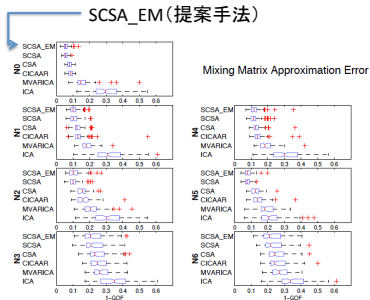 SCSA_EM(提案手法)
Mixing Matrix Approximation Error
N0
SCSA_EM
SCSA
CSA
CICAAR
MVARICA
ICA
0 0.1 0.2 0.3 0.4 0.5 0.6
N1
SCSA_EM
SCSA
CSA
CICAAR
MVARICA
ICA
0 0.1 0.2 0.3 0.4 0.5 0.6
N2
SCSA_EM
SCSA
CSA
CICAAR
MVARICA
ICA
0 0.1 0.2 0.3 0.4 0.5 0.6
N3
SCSA_EM
SCSA
CSA
CICAAR
MVARICA
ICA
0 0.1 0.2 0.3 0.4 0.5 0.6
1-GOF
N4
SCSA_EM
SCSA
CSA
CICAAR
MVARICA
ICA
0 0.1 0.2 0.3 0.4 0.5 0.6
N5
SCSA_EM
SCSA
CSA
CICAAR
MVARICA
ICA
0 0.1 0.2 0.3 0.4 0.5 0.6
N6
SCSA_EM
SCSA
CSA
CICAAR
MVARICA
ICA
0 0.1 0.2 0.3 0.4 0.5 0.6
1-GOF